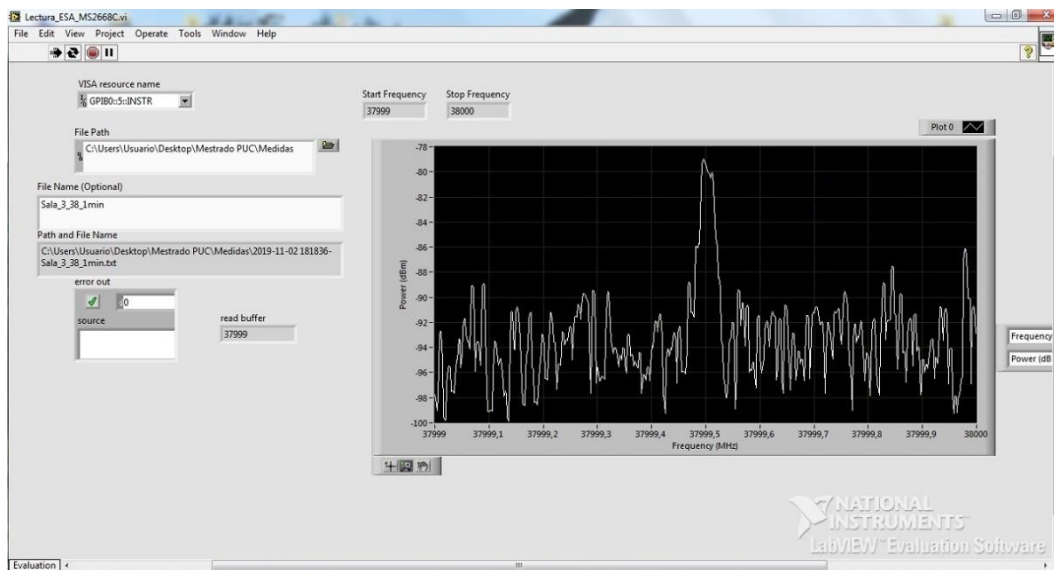 Lectura_ESA_MS2668C.vi
File Edit View Project Operate Tools Window Help
VISA resource name
GPIB0::5::INSTR
File Path
C:\Users\Usuario\Desktop\Mestrado PUC\Medidas
File Name (Optional)
Sala_3_38_1min
Path and File Name
C:\Users\Usuario\Desktop\Mestrado PUC\Medidas\2019-11-02 181836-
Sala_3_38_1min.txt
error out
0
source
read buffer
37999
Start Frequency Stop Frequency
37999 38000
Plot 0
Power (dBm)
-78
-80
-82
-84
-86
-88
-90
-92
-94
-96
-98
-100
37999 37999,1 37999,2 37999,3 37999,4 37999,5 37999,6 37999,7 37999,8 37999,9 38000
Frequency (MHz)
Frequency
Power (dB
NATIONAL
INSTRUMENTS
LabVIEW Evaluation Software
Evaluation